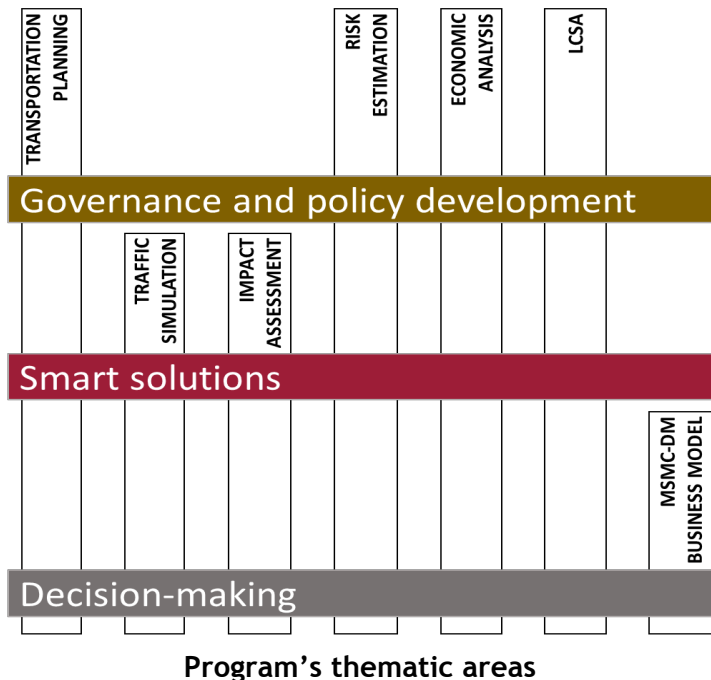 TRANSPORTATION
PLANNING
RISK
ESTIMATION
ECONOMIC
ANALYSIS
LCSA
Governance and policy development
TRAFFIC
SIMULATION
IMPACT
ASSESSMENT
Smart solutions
MSMC-DM
BUSINESS MODEL
Decision-making
Program’s thematic areas